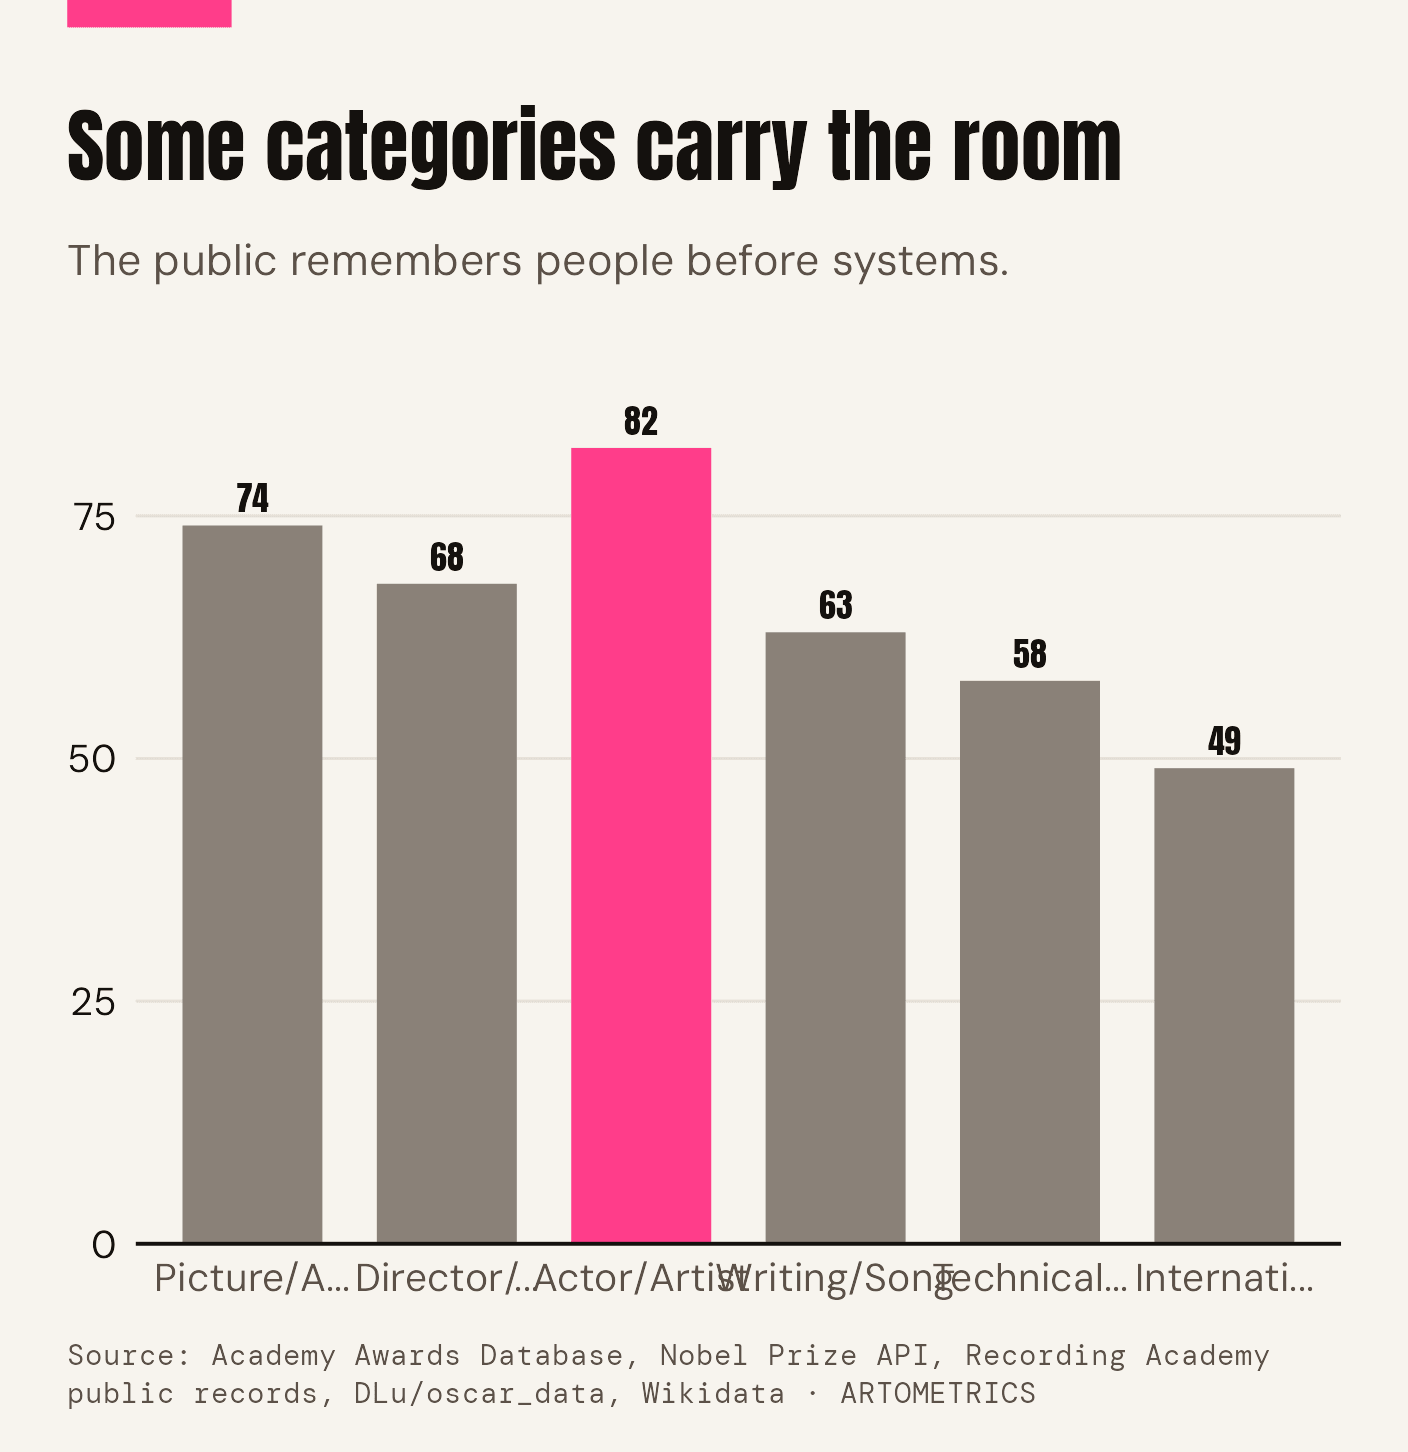 Some categories carry the room
The public remembers people before systems.
82
74
75
68
63
58
49
50
25
0
Picture/A... Director/... Actor/Artist Writing/Song Technical... Internati...
Source: Academy Awards Database, Nobel Prize API, Recording Academy
public records, DLu/oscar_data, Wikidata · ARTOMETRICS